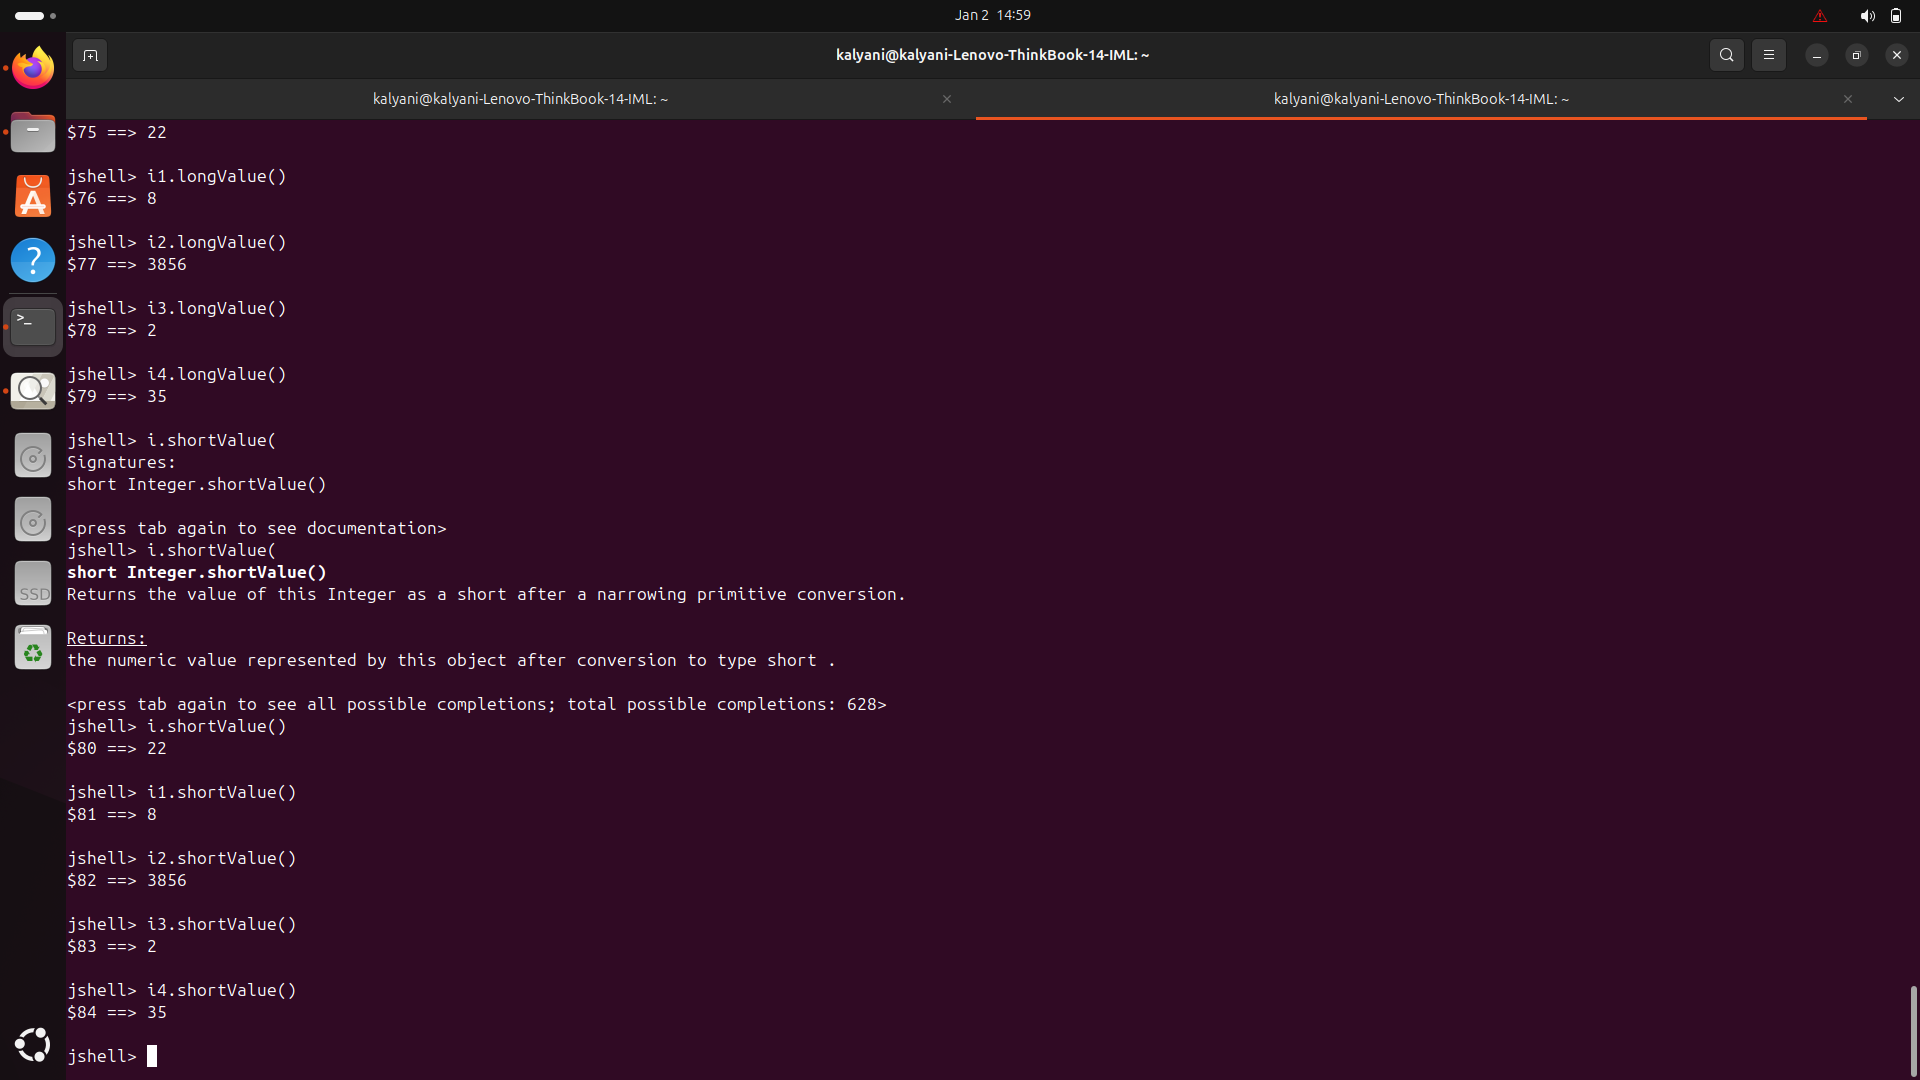 Jan 2 14:59
kalyani@kalyani-Lenovo-ThinkBook-14-IML: ~
kalyani@kalyani-Lenovo-ThinkBook-14-IML: ~
kalyani@kalyani-Lenovo-ThinkBook-14-IML: ~
$75 ==> 22
jshell> i1.longValue()
$76 ==> 8
jshell> i2.longValue()
$77 ==> 3856
jshell> i3.longValue()
$78 ==> 2
jshell> i4.longValue()
$79 ==> 35
jshell> i.shortValue(
Signatures:
short Integer.shortValue()
<press tab again to see documentation>
jshell> i.shortValue(
short Integer.shortValue()
Returns the value of this Integer as a short after a narrowing primitive conversion.
Returns:
the numeric value represented by this object after conversion to type short .
<press tab again to see all possible completions; total possible completions: 628>
jshell> i.shortValue()
$80 ==> 22
jshell> i1.shortValue()
$81 ==> 8
jshell> i2.shortValue()
$82 ==> 3856
jshell> i3.shortValue()
$83 ==> 2
jshell> i4.shortValue()
$84 ==> 35
jshell>
SSD